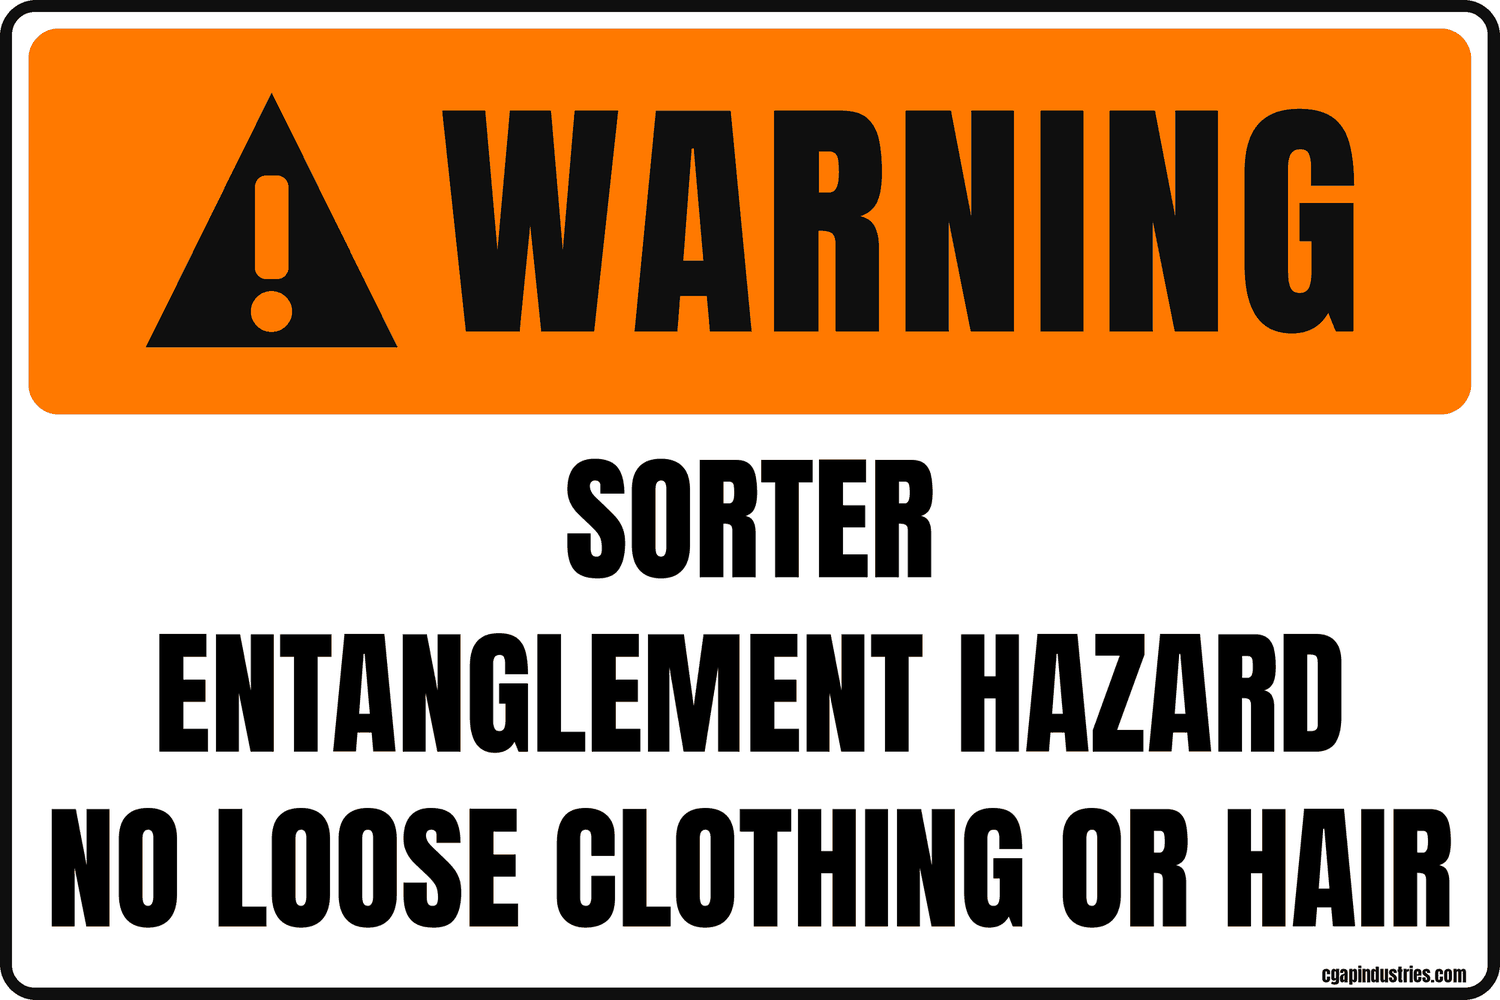 WARNING
SORTER
ENTANGLEMENT HAZARD
NO LOOSE CLOTHING OR HAIR
cgapindustries.com